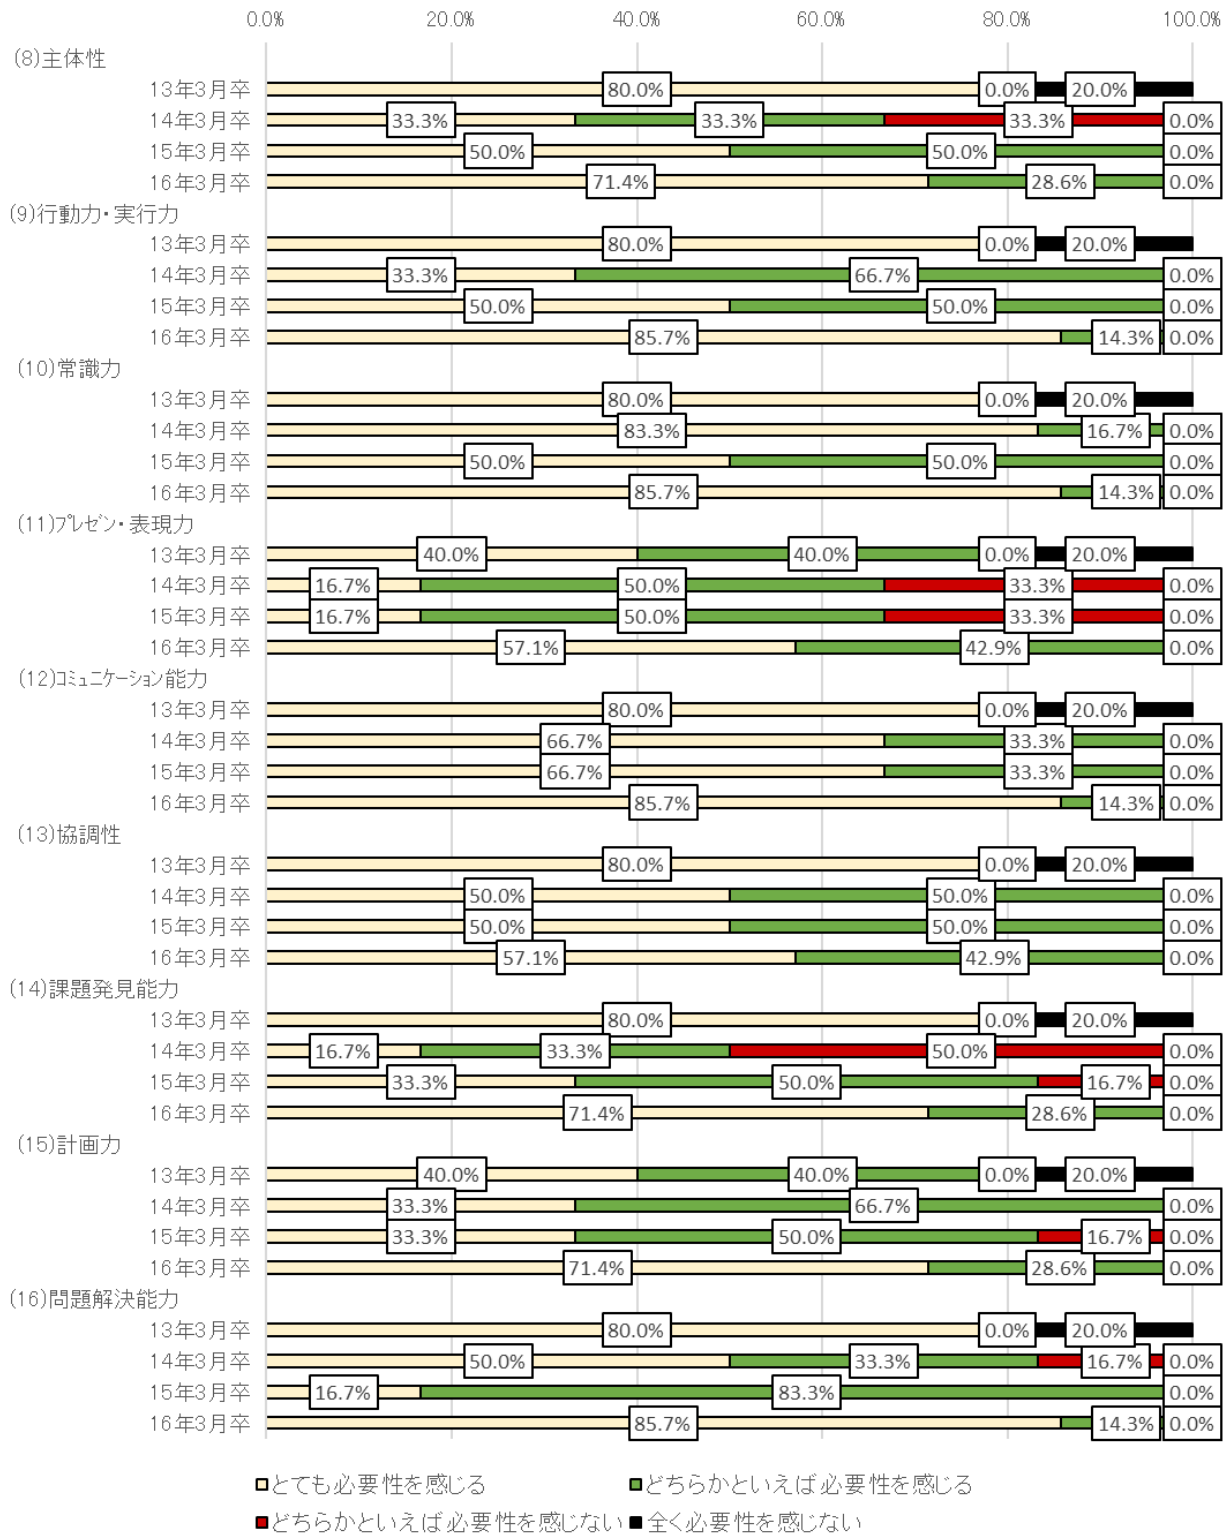 0.0% 20.0% 40.0% 60.0% 80.0% 100.0%
(8)主体性
13年3月卒 80.0% 0.0% 20.0%
14年3月卒 33.3% 33.3% 33.3% 0.0%
15年3月卒 50.0% 50.0% 0.0%
16年3月卒 71.4% 28.6% 0.0%
(9)行動力・実行力
13年3月卒 80.0% 0.0% 20.0%
14年3月卒 33.3% 66.7% 0.0%
15年3月卒 50.0% 50.0% 0.0%
16年3月卒 85.7% 14.3% 0.0%
(10)常識力
13年3月卒 80.0% 0.0% 20.0%
14年3月卒 83.3% 16.7% 0.0%
15年3月卒 50.0% 50.0% 0.0%
16年3月卒 85.7% 14.3% 0.0%
(11)プレゼン・表現力
13年3月卒 40.0% 40.0% 0.0% 20.0%
14年3月卒 16.7% 50.0% 33.3% 0.0%
15年3月卒 16.7% 50.0% 33.3% 0.0%
16年3月卒 57.1% 42.9% 0.0%
(12)コミュニケーション能力
13年3月卒 80.0% 0.0% 20.0%
14年3月卒 66.7% 33.3% 0.0%
15年3月卒 66.7% 33.3% 0.0%
16年3月卒 85.7% 14.3% 0.0%
(13)協調性
13年3月卒 80.0% 0.0% 20.0%
14年3月卒 50.0% 50.0% 0.0%
15年3月卒 50.0% 50.0% 0.0%
16年3月卒 57.1% 42.9% 0.0%
(14)課題発見能力
13年3月卒 80.0% 0.0% 20.0%
14年3月卒 16.7% 33.3% 50.0% 0.0%
15年3月卒 33.3% 50.0% 16.7% 0.0%
16年3月卒 71.4% 28.6% 0.0%
(15)計画力
13年3月卒 40.0% 40.0% 0.0% 20.0%
14年3月卒 33.3% 66.7% 0.0%
15年3月卒 33.3% 50.0% 16.7% 0.0%
16年3月卒 71.4% 28.6% 0.0%
(16)問題解決能力
13年3月卒 80.0% 0.0% 20.0%
14年3月卒 50.0% 33.3% 16.7% 0.0%
15年3月卒 16.7% 83.3% 0.0%
16年3月卒 85.7% 14.3% 0.0%
とても必要性を感じる どちらかといえば必要性を感じる
どちらかといえば必要性を感じない 全く必要性を感じない